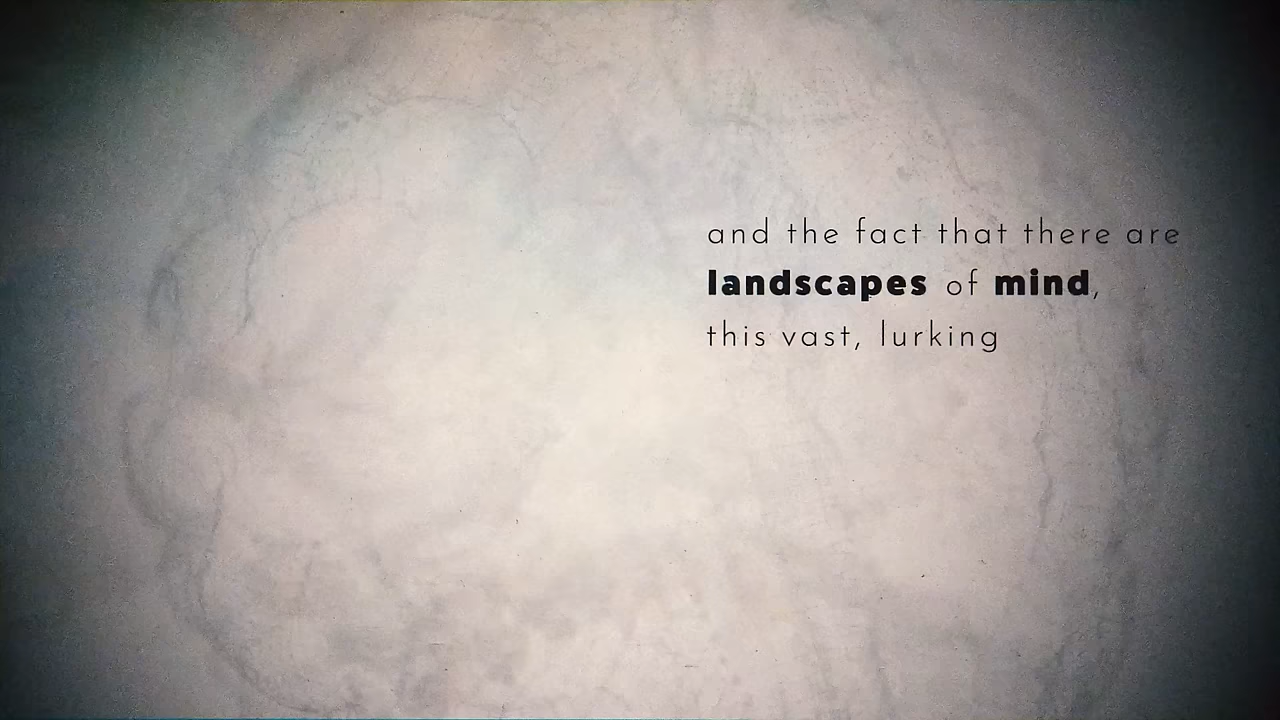 and the fact that there are
landscapes of mind,
this vast, lurking